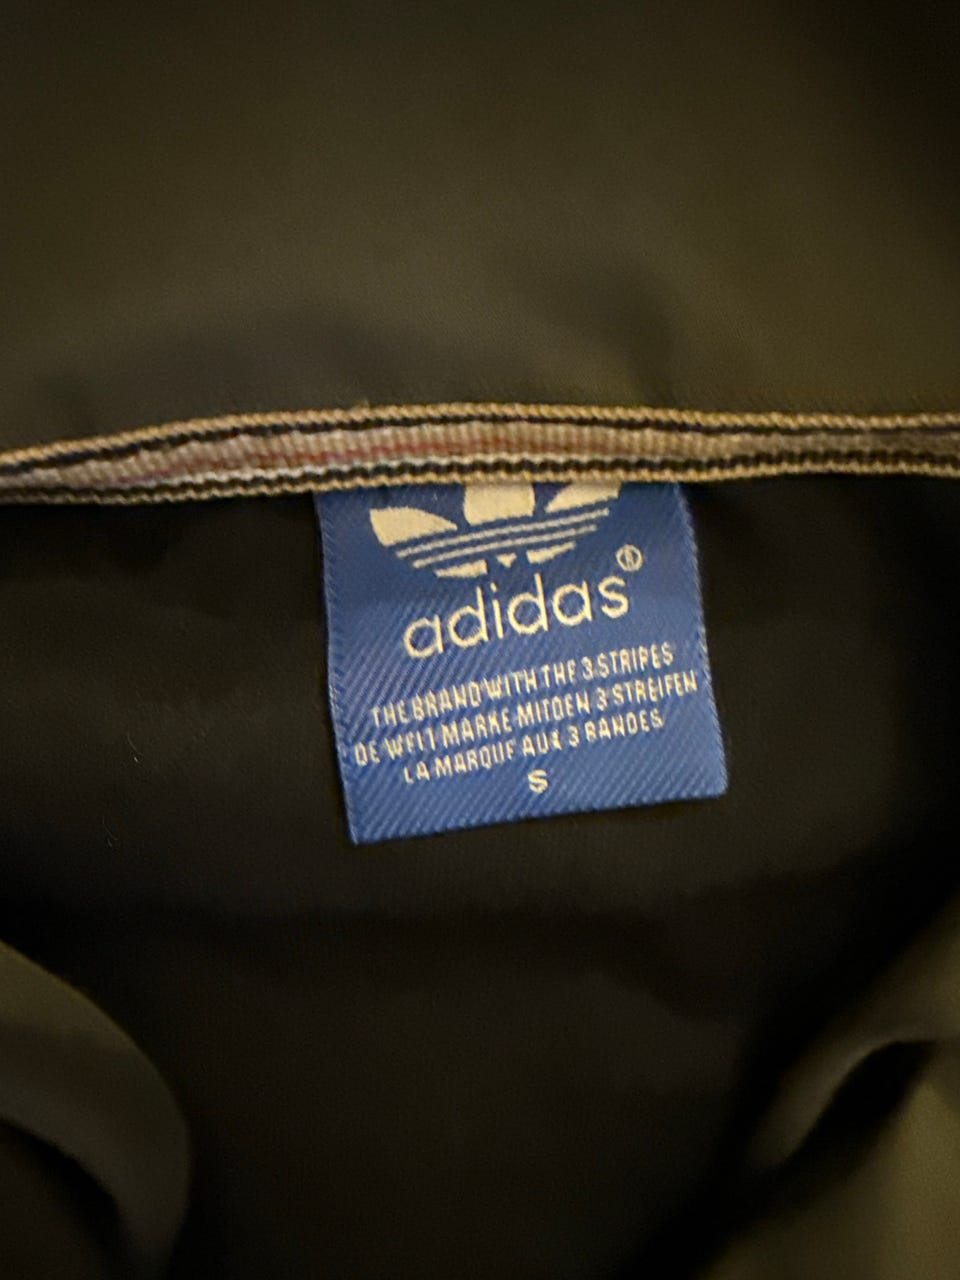 adidas®
THE BRAND WITH THE 3 STRIPES
DE WELT MARKE MIT DEN 3 STREIFEN
LA MARQUE AUX 3 BANDES
S